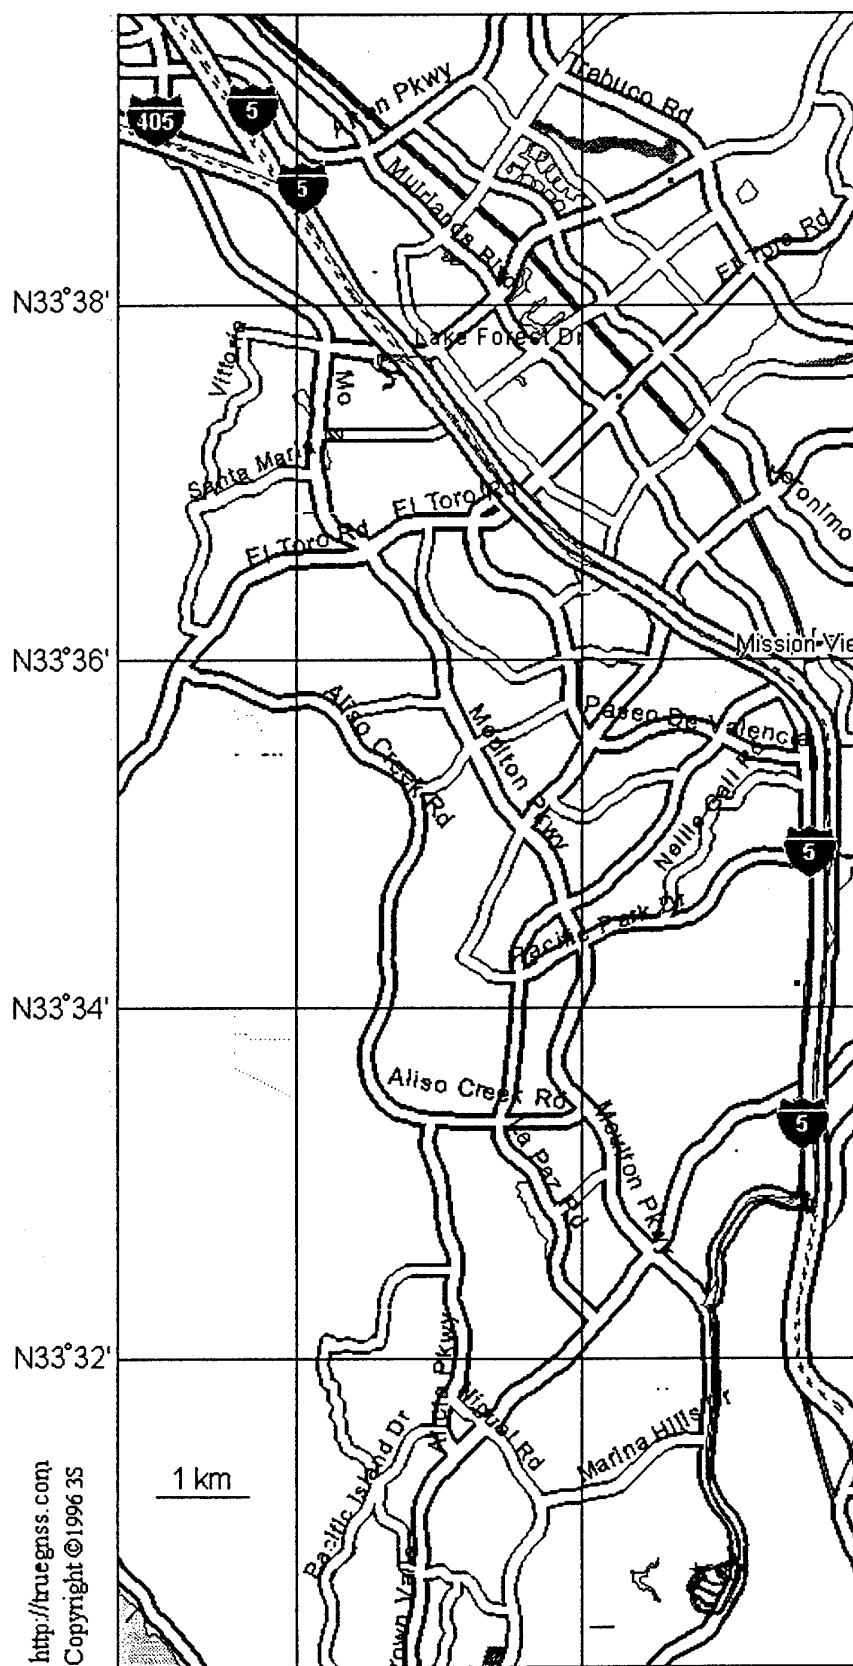 Trabuco Rd
Pkwy
5
405
5
Muirlands Blvd
El Toro Rd
N33°38'
Lake Forest Dr
Vittoria
Mo
Santa Maria
El Toro Rd
El Toro Rd
Jeronimo
N33°36'
Mission Vie
Aliso Creek Rd
Moulton Pkwy
Paseo De Valencia
Nellie Gail Rd
5
Pacific Park Dr
N33°34'
Aliso Creek Rd
5
La Paz Rd
Moulton Pkwy
N33°32'
Alicia Pkwy
Niguel Rd
Marina Hills Dr
Pacific Island Dr
1 km
rown Valle
http://truegnss.com
Copyright ©1996 3S